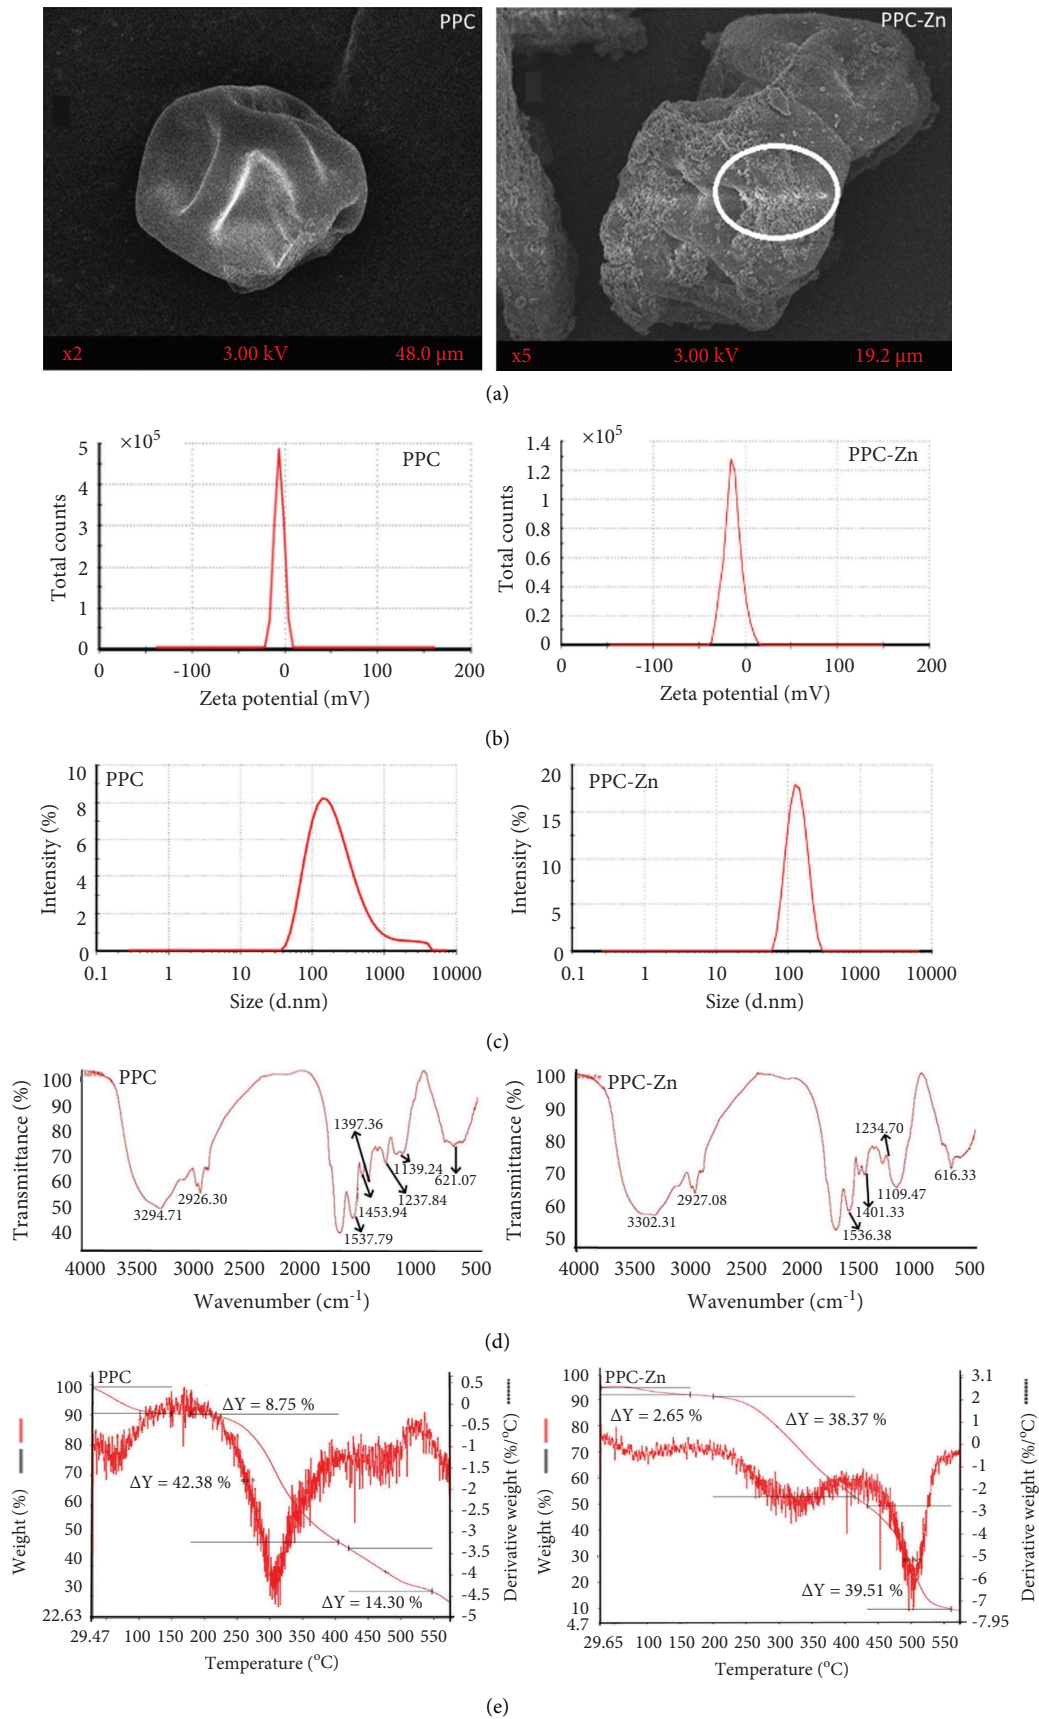 PPC
x2 3.00 kV 48.0 μm
PPC-Zn
x5 3.00 kV 19.2 μm
(a)
×10⁵
PPC
5
4
3
2
1
0
Total counts
0 -100 0 100 200
Zeta potential (mV)
×10⁵
PPC-Zn
1.4
1.2
1
0.8
0.6
0.4
0.2
0
Total counts
0 -100 0 100 200
Zeta potential (mV)
(b)
PPC
10
8
6
4
2
0
Intensity (%)
0.1 1 10 100 1000 10000
Size (d.nm)
PPC-Zn
20
15
10
5
0
Intensity (%)
0.1 1 10 100 1000 10000
Size (d.nm)
(c)
PPC
100
90
80
70
60
50
40
Transmittance (%)
1397.36
1139.24
621.07
2926.30
1237.84
3294.71
1453.94
1537.79
4000 3500 3000 2500 2000 1500 1000 500
Wavenumber (cm⁻¹)
PPC-Zn
100
90
80
70
60
50
Transmittance (%)
1234.70
616.33
2927.08
1109.47
3302.31
1401.33
1536.38
4000 3500 3000 2500 2000 1500 1000 500
Wavenumber (cm⁻¹)
(d)
PPC
100
90
80
70
60
50
40
30
22.63
Weight (%)
ΔY = 8.75 %
ΔY = 42.38 %
ΔY = 14.30 %
0.5
0
-0.5
-1
-1.5
-2
-2.5
-3
-3.5
-4
-4.5
-5
Derivative weight (%/°C)
29.47 100 150 200 250 300 350 400 450 500 550
Temperature (°C)
PPC-Zn
100
90
80
70
60
50
40
30
20
10
4.7
Weight (%)
ΔY = 2.65 %
ΔY = 38.37 %
ΔY = 39.51 %
3.1
2
1
0
-1
-2
-3
-4
-5
-6
-7
-7.95
Derivative weight (%/°C)
29.65 100 150 200 250 300 350 400 450 500 550
Temperature (°C)
(e)